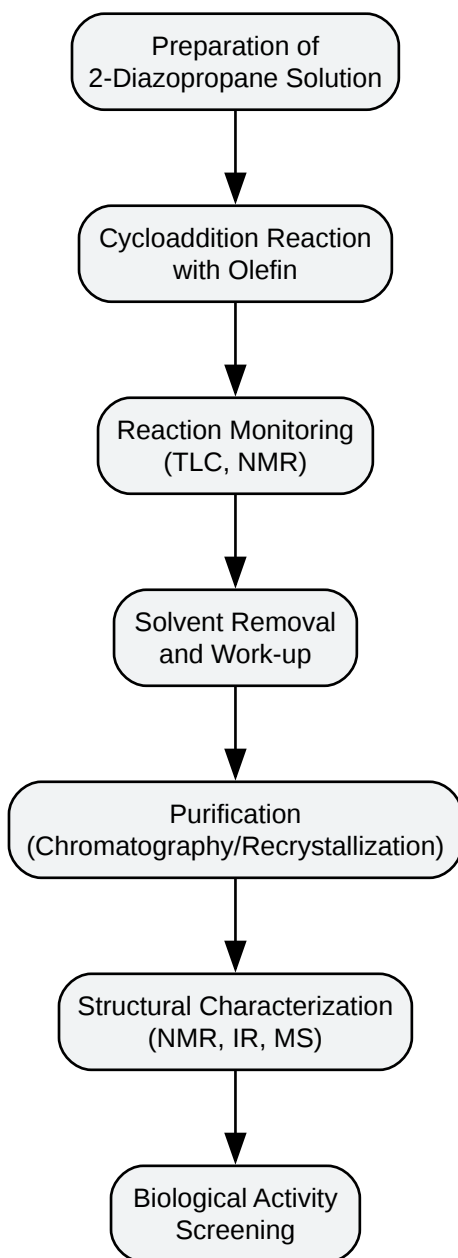 Preparation of
2-Diazopropane Solution
Cycloaddition Reaction
with Olefin
Reaction Monitoring
(TLC, NMR)
Solvent Removal
and Work-up
Purification
(Chromatography/Recrystallization)
Structural Characterization
(NMR, IR, MS)
Biological Activity
Screening